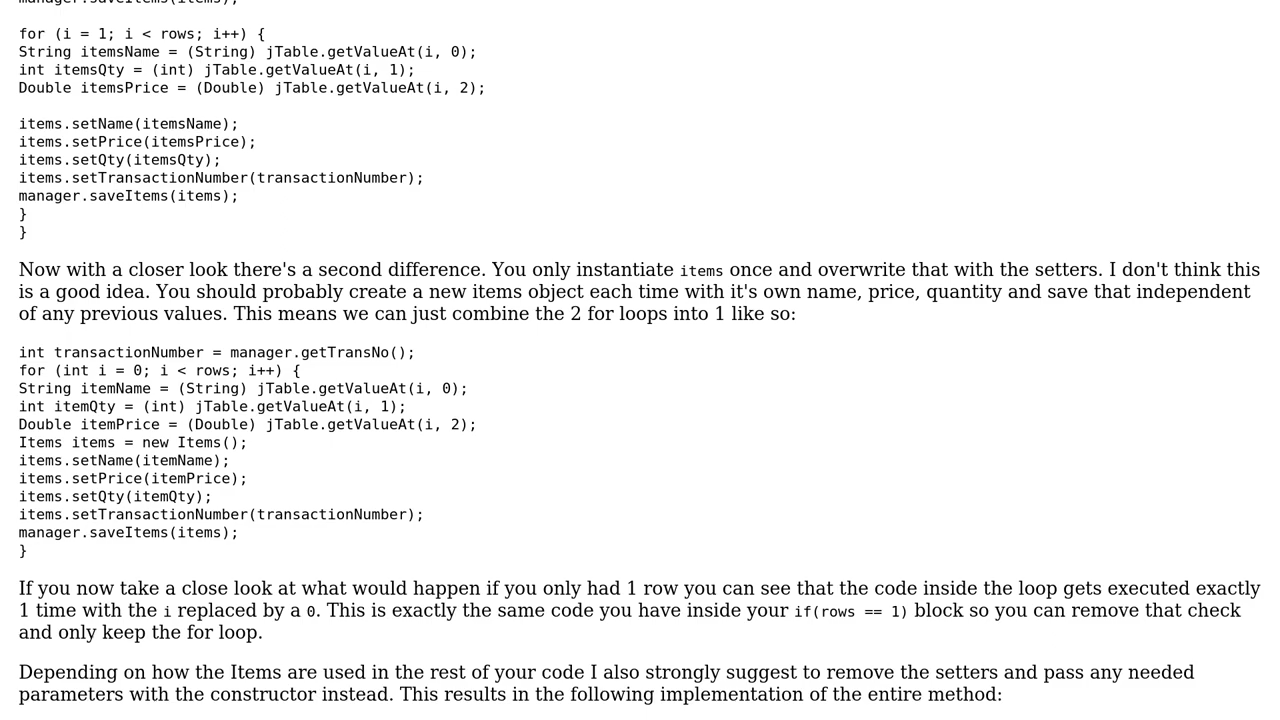 manager.saveItems(items);
for (i = 1; i < rows; i++) {
String itemsName = (String) jTable.getValueAt(i, 0);
int itemsQty = (int) jTable.getValueAt(i, 1);
Double itemsPrice = (Double) jTable.getValueAt(i, 2);
items.setName(itemsName);
items.setPrice(itemsPrice);
items.setQty(itemsQty);
items.setTransactionNumber(transactionNumber);
manager.saveItems(items);
}
}
Now with a closer look there's a second difference. You only instantiate items once and overwrite that with the setters. I don't think this
is a good idea. You should probably create a new items object each time with it's own name, price, quantity and save that independent
of any previous values. This means we can just combine the 2 for loops into 1 like so:
int transactionNumber = manager.getTransNo();
for (int i = 0; i < rows; i++) {
String itemName = (String) jTable.getValueAt(i, 0);
int itemQty = (int) jTable.getValueAt(i, 1);
Double itemPrice = (Double) jTable.getValueAt(i, 2);
Items items = new Items();
items.setName(itemName);
items.setPrice(itemPrice);
items.setQty(itemQty);
items.setTransactionNumber(transactionNumber);
manager.saveItems(items);
}
If you now take a close look at what would happen if you only had 1 row you can see that the code inside the loop gets executed exactly
1 time with the i replaced by a 0. This is exactly the same code you have inside your if(rows == 1) block so you can remove that check
and only keep the for loop.
Depending on how the Items are used in the rest of your code I also strongly suggest to remove the setters and pass any needed
parameters with the constructor instead. This results in the following implementation of the entire method: